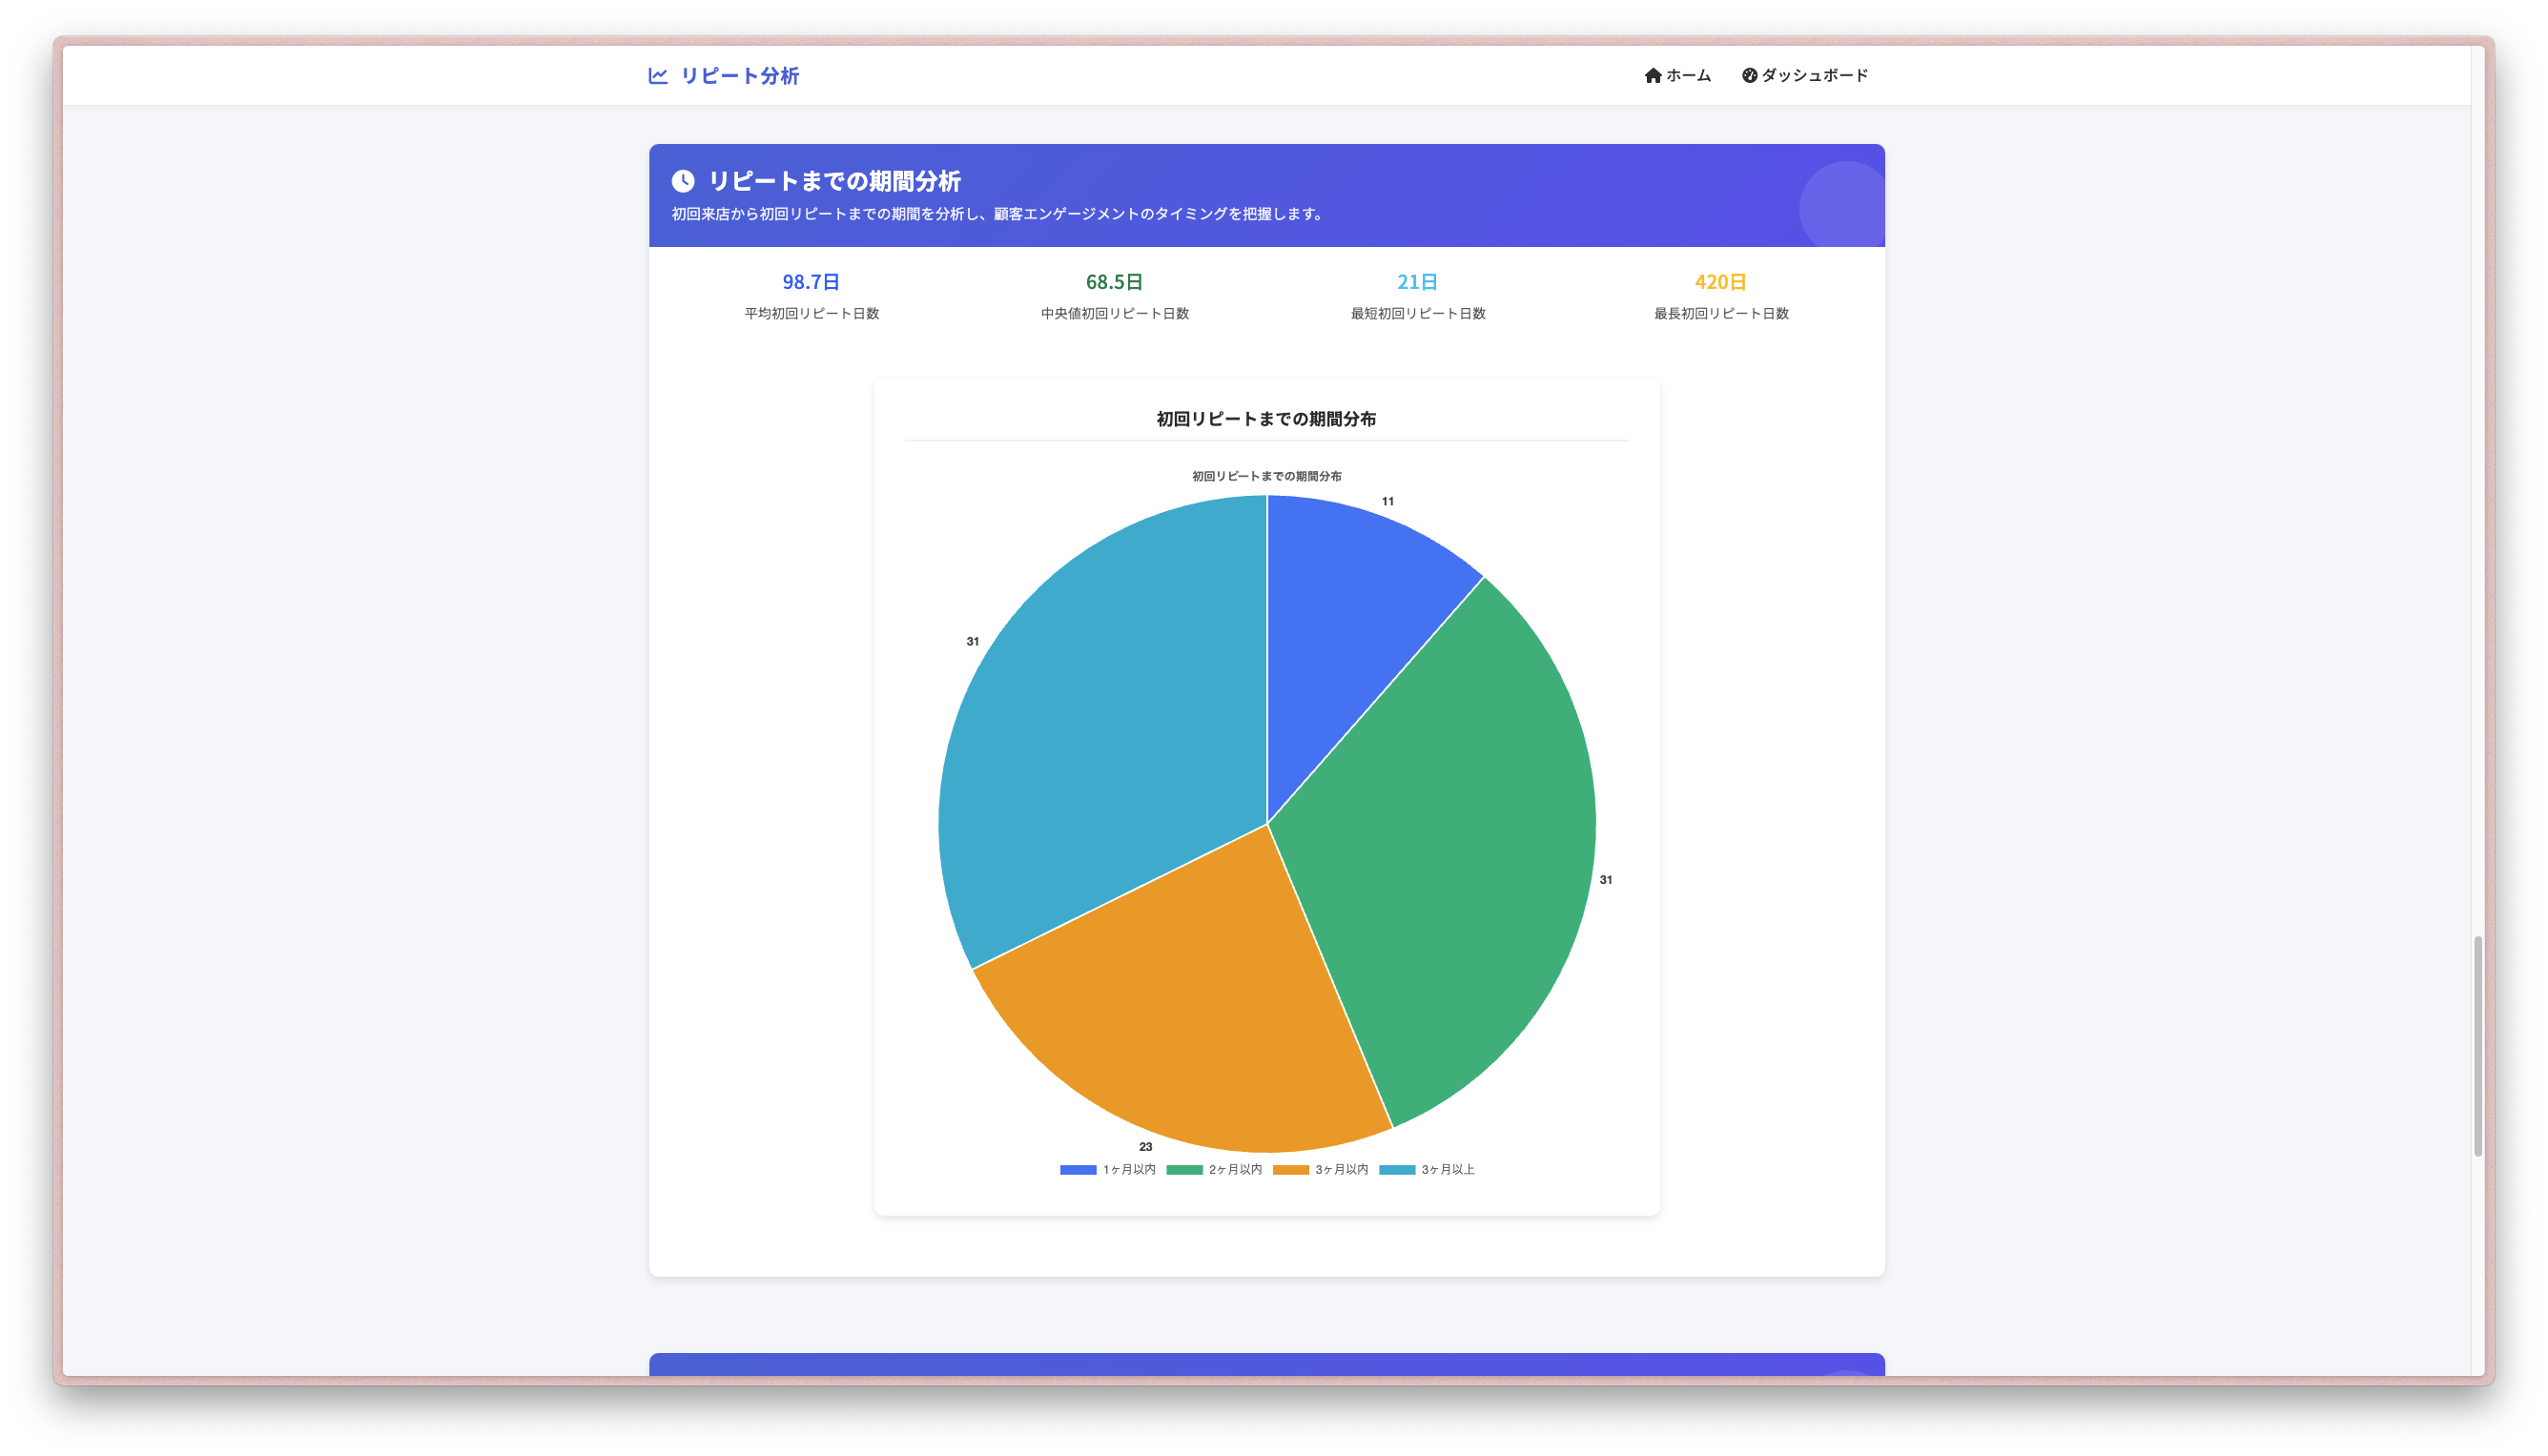 リピート分析
ホーム
ダッシュボード
リピートまでの期間分析
初回来店から初回リピートまでの期間を分析し、顧客エンゲージメントのタイミングを把握します。
98.7日
平均初回リピート日数
68.5日
中央値初回リピート日数
21日
最短初回リピート日数
420日
最長初回リピート日数
初回リピートまでの期間分布
初回リピートまでの期間分布
11
31
31
23
1ヶ月以内 2ヶ月以内 3ヶ月以内 3ヶ月以上